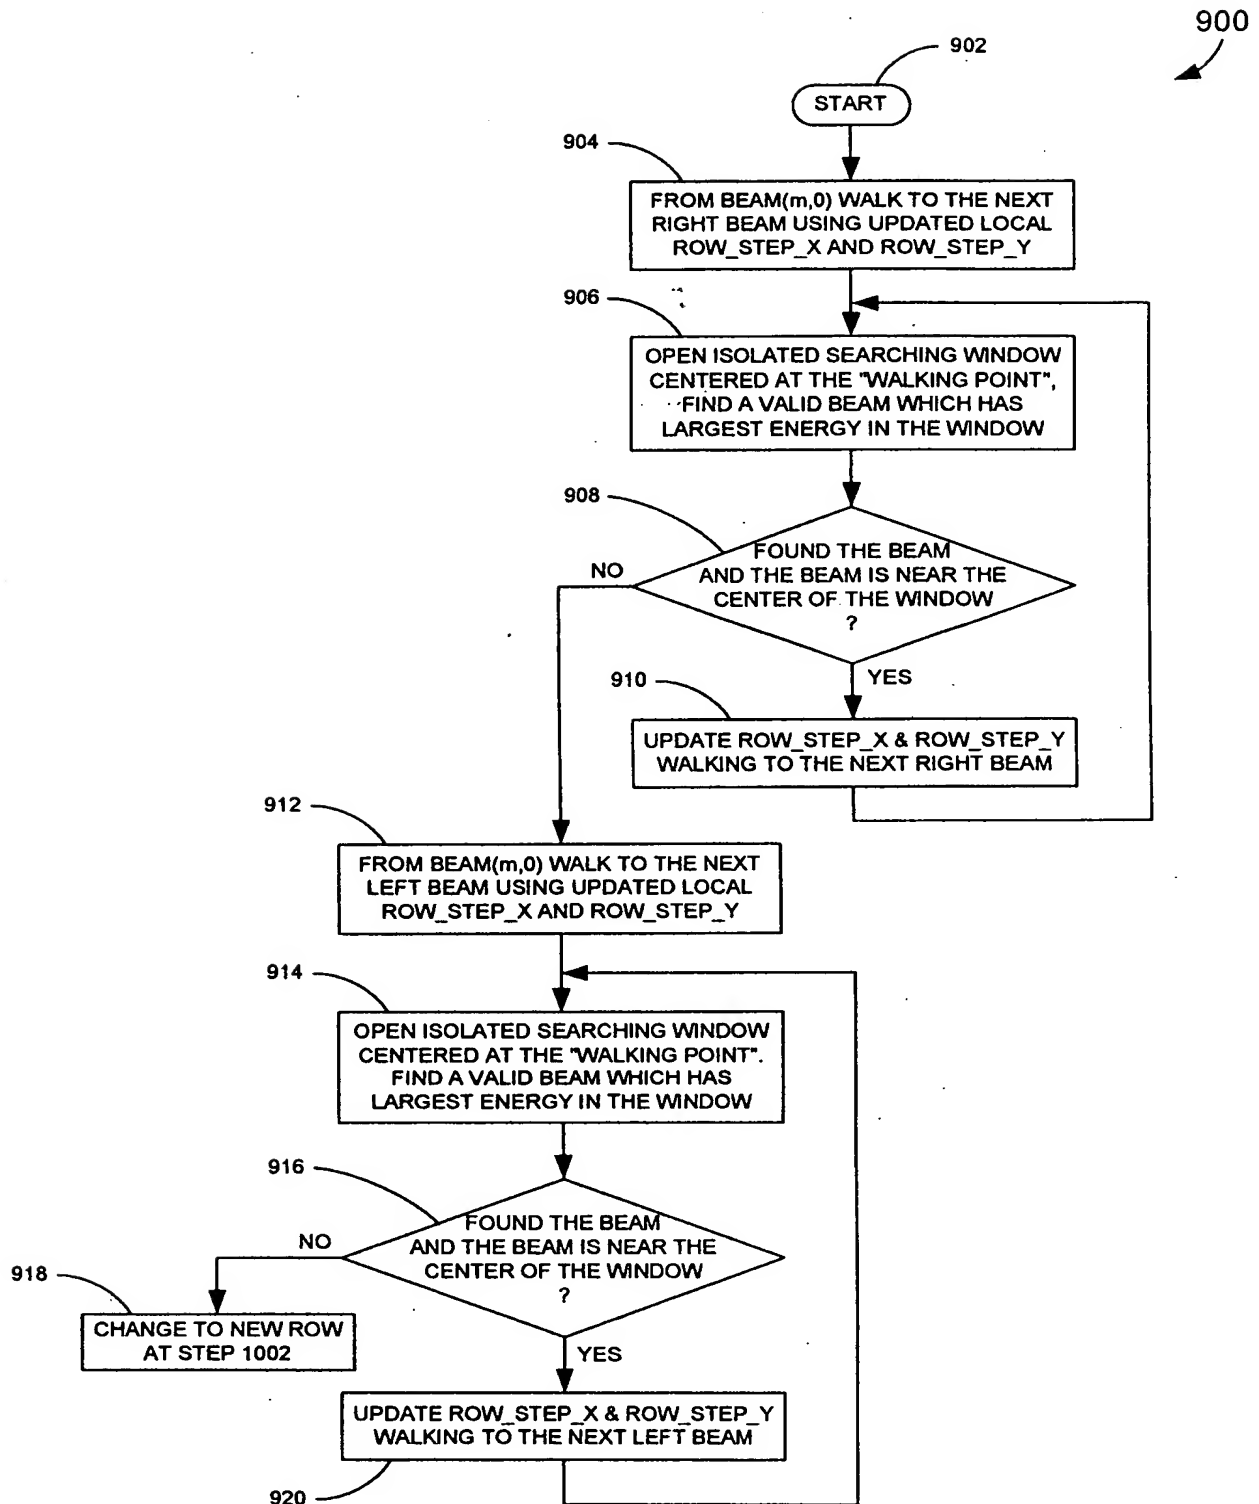 900
902
START
904
FROM BEAM(m,0) WALK TO THE NEXT
RIGHT BEAM USING UPDATED LOCAL
ROW_STEP_X AND ROW_STEP_Y
906
OPEN ISOLATED SEARCHING WINDOW
CENTERED AT THE "WALKING POINT",
FIND A VALID BEAM WHICH HAS
LARGEST ENERGY IN THE WINDOW
908
FOUND THE BEAM
AND THE BEAM IS NEAR THE
CENTER OF THE WINDOW
?
NO
YES
910
UPDATE ROW_STEP_X & ROW_STEP_Y
WALKING TO THE NEXT RIGHT BEAM
912
FROM BEAM(m,0) WALK TO THE NEXT
LEFT BEAM USING UPDATED LOCAL
ROW_STEP_X AND ROW_STEP_Y
914
OPEN ISOLATED SEARCHING WINDOW
CENTERED AT THE "WALKING POINT".
FIND A VALID BEAM WHICH HAS
LARGEST ENERGY IN THE WINDOW
916
FOUND THE BEAM
AND THE BEAM IS NEAR THE
CENTER OF THE WINDOW
?
NO
918
CHANGE TO NEW ROW
AT STEP 1002
YES
UPDATE ROW_STEP_X & ROW_STEP_Y
WALKING TO THE NEXT LEFT BEAM
920